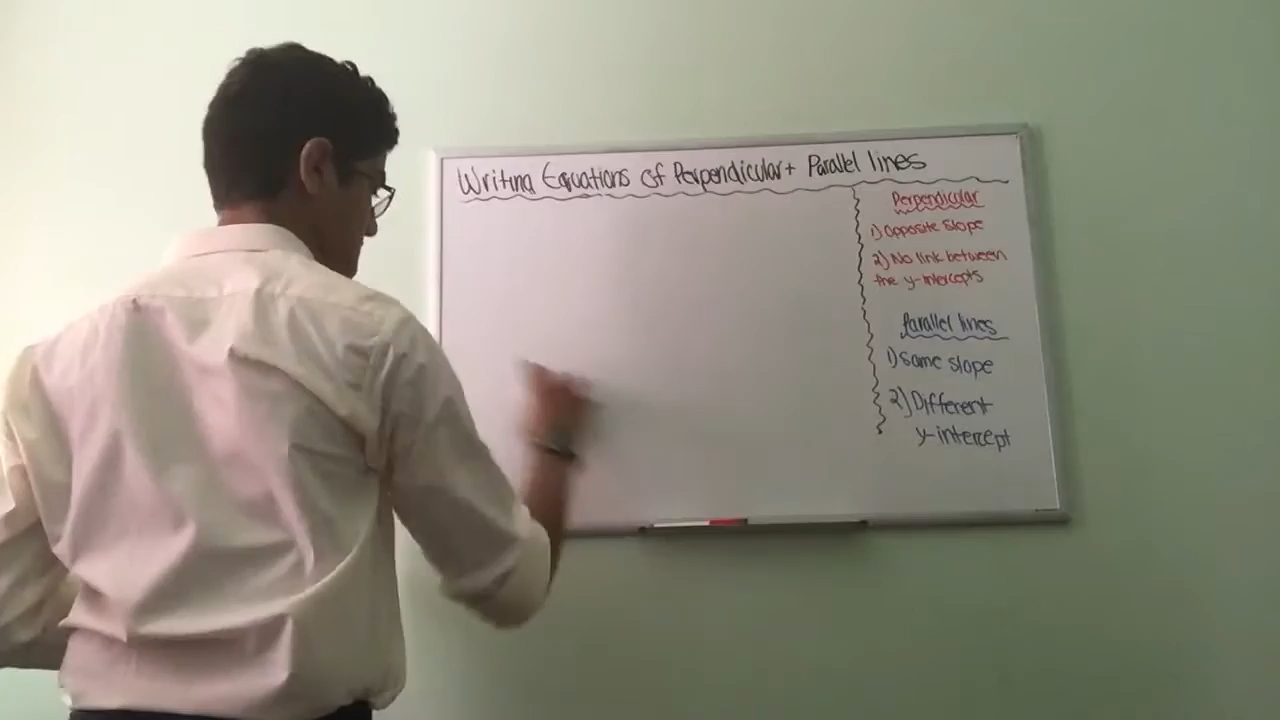 Writing Equations of Perpendicular + Parallel lines
Perpendicular
1) Opposite slope
2) No link between
the y-intercepts
Parallel lines
1) Same slope
2) Different
y-intercept